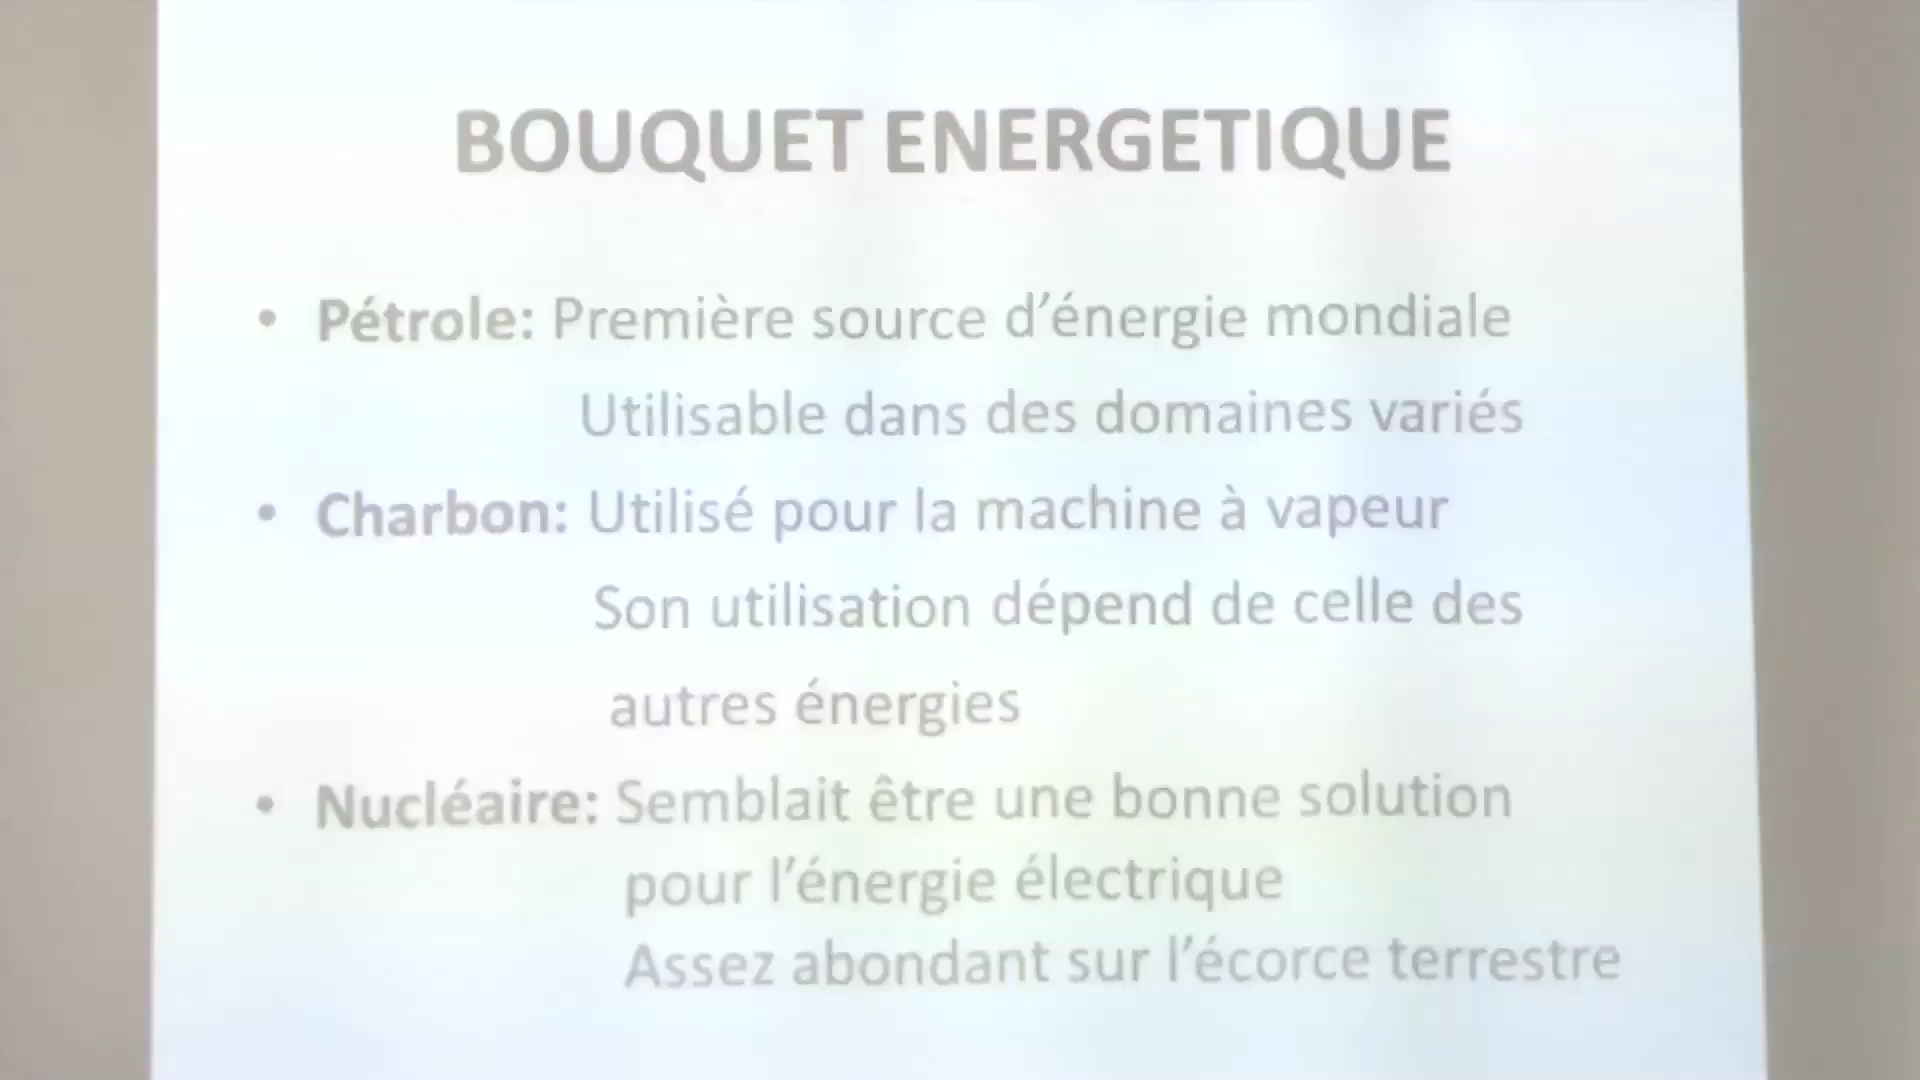 BOUQUET ENERGETIQUE
• Pétrole: Première source d’énergie mondiale
Utilisable dans des domaines variés
• Charbon: Utilisé pour la machine à vapeur
Son utilisation dépend de celle des
autres énergies
• Nucléaire: Semblait être une bonne solution
pour l’énergie électrique
Assez abondant sur l’écorce terrestre